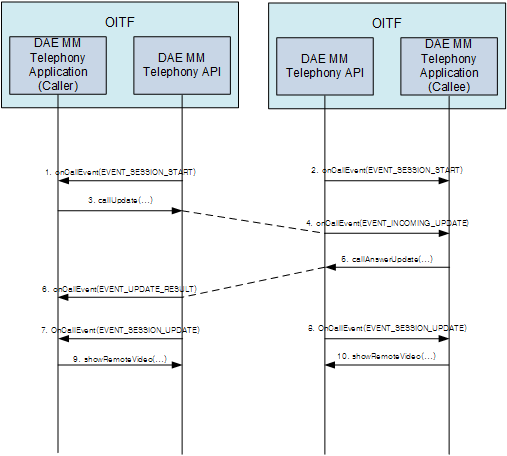 OITF
OITF
DAE MM
Telephony
Application
(Caller)
DAE MM
Telephony API
DAE MM
Telephony API
DAE MM
Telephony
Application
(Callee)
1. onCallEvent(EVENT_SESSION_START)
2. onCallEvent(EVENT_SESSION_START)
3. callUpdate(...)
4. onCallEvent(EVENT_INCOMING_UPDATE)
5. callAnswerUpdate(...)
6. onCallEvent(EVENT_UPDATE_RESULT)
7. OnCallEvent(EVENT_SESSION_UPDATE)
8. OnCallEvent(EVENT_SESSION_UPDATE)
9. showRemoteVideo(...)
10. showRemoteVideo(...)